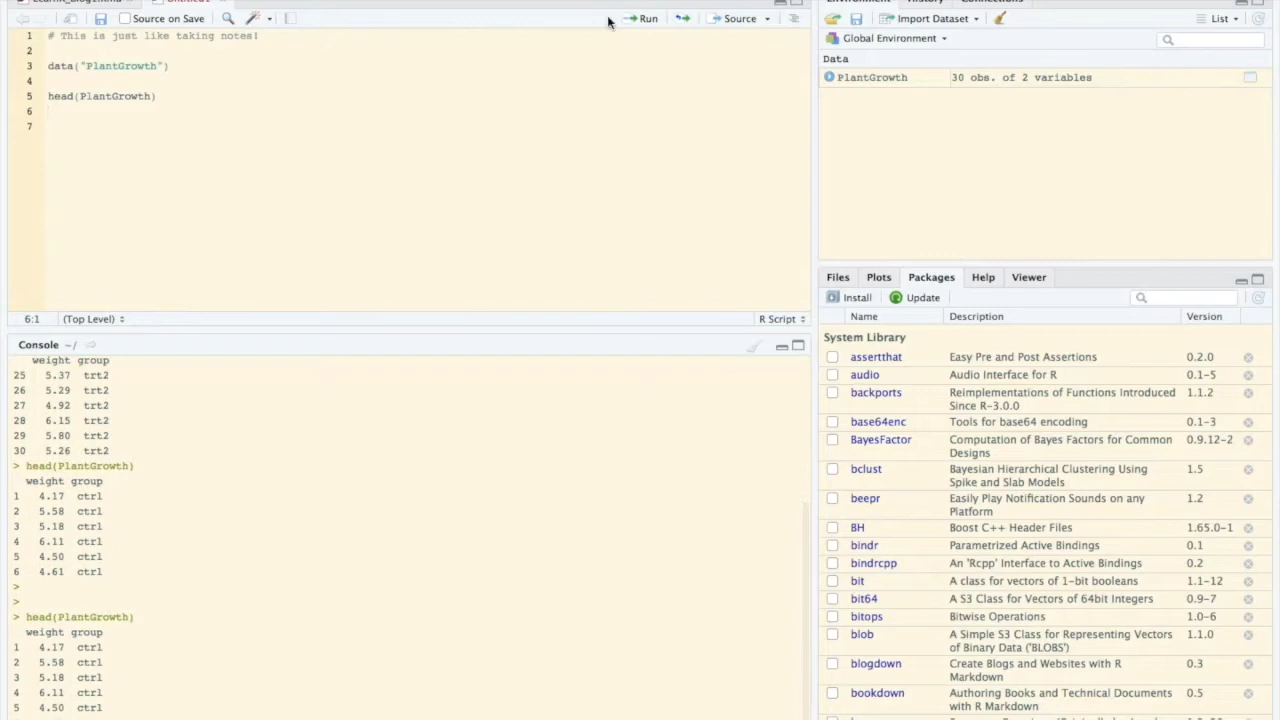 Source on Save
Run
Source
1 # This is just like taking notes!
2
3 data("PlantGrowth")
4
5 head(PlantGrowth)
6
7
6:1 (Top Level) R Script
Console ~/
weight group
25 5.37 trt2
26 5.29 trt2
27 4.92 trt2
28 6.15 trt2
29 5.80 trt2
30 5.26 trt2
> head(PlantGrowth)
weight group
1 4.17 ctrl
2 5.58 ctrl
3 5.18 ctrl
4 6.11 ctrl
5 4.50 ctrl
6 4.61 ctrl
>
>
> head(PlantGrowth)
weight group
1 4.17 ctrl
2 5.58 ctrl
3 5.18 ctrl
4 6.11 ctrl
5 4.50 ctrl
Environment History Connections
Import Dataset List
Global Environment
Data
PlantGrowth 30 obs. of 2 variables
Files Plots Packages Help Viewer
Install Update
Name Description Version
System Library
assertthat Easy Pre and Post Assertions 0.2.0
audio Audio Interface for R 0.1-5
backports Reimplementations of Functions Introduced 1.1.2
Since R-3.0.0
base64enc Tools for base64 encoding 0.1-3
BayesFactor Computation of Bayes Factors for Common 0.9.12-2
Designs
bclust Bayesian Hierarchical Clustering Using 1.5
Spike and Slab Models
beepr Easily Play Notification Sounds on any 1.2
Platform
BH Boost C++ Header Files 1.65.0-1
bindr Parametrized Active Bindings 0.1
bindrcpp An 'Rcpp' Interface to Active Bindings 0.2
bit A class for vectors of 1-bit booleans 1.1-12
bit64 A S3 Class for Vectors of 64bit Integers 0.9-7
bitops Bitwise Operations 1.0-6
blob A Simple S3 Class for Representing Vectors 1.1.0
of Binary Data ('BLOBS')
blogdown Create Blogs and Websites with R 0.3
Markdown
bookdown Authoring Books and Technical Documents 0.5
with R Markdown